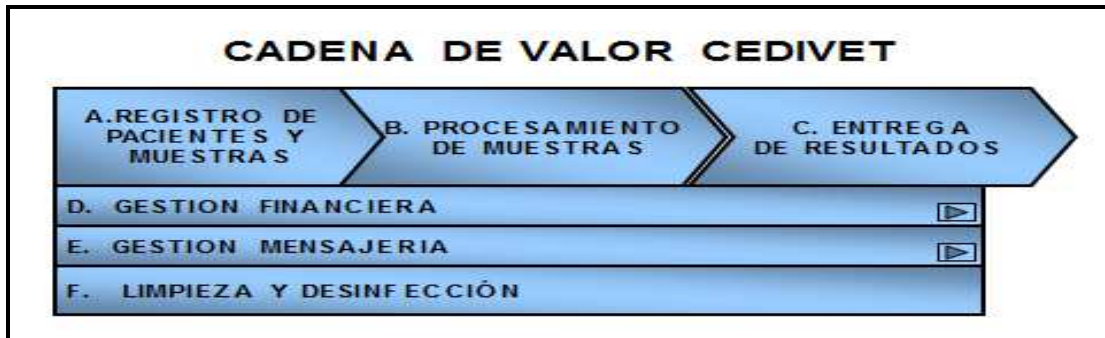 CADENA DE VALOR CEDIVET
A.REGISTRO DE
PACIENTES Y
MUESTRAS
B. PROCESAMIENTO
DE MUESTRAS
C. ENTREGA
DE RESULTADOS
D. GESTION FINANCIERA
E. GESTION MENSAJERIA
F. LIMPIEZA Y DESINFECCIÓN